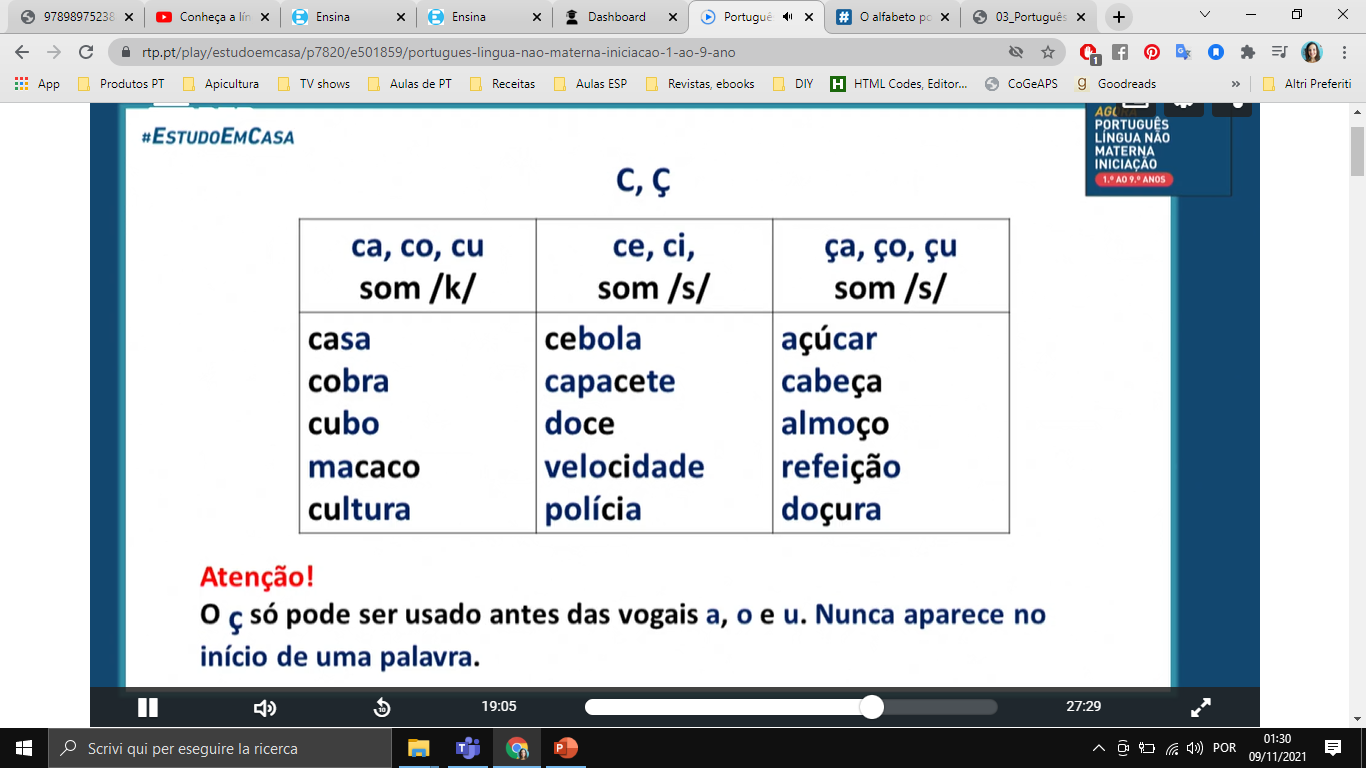 9789897523 8
Conheça a lín
Ensina
Ensina
Dashboard
Portuguê
O alfabeto po
03_Português
rtp.pt/play/estudoemcasa/p7820/e501859/portugues-lingua-nao-materna-iniciacao-1-ao-9-ano
1
App
Produtos PT
Apicultura
TV shows
Aulas de PT
Receitas
Aulas ESP
Revistas, ebooks
DIY
HTML Codes, Editor...
CoGeAPS
Goodreads
»
Altri Preferiti
#ESTUDOEMCASA
PORTUGUÊS
LÍNGUA NÃO
MATERNA
INICIAÇÃO
1.º AO 9.º ANOS
C, Ç
ca, co, cu
som /k/
ce, ci,
som /s/
ça, ço, çu
som /s/
casa
cobra
cubo
macaco
cultura
cebola
capacete
doce
velocidade
polícia
açúcar
cabeça
almoço
refeição
doçura
Atenção!
O ç só pode ser usado antes das vogais a, o e u. Nunca aparece no
início de uma palavra.
10
19:05
27:29
Scrivi qui per eseguire la ricerca
POR
01:30
09/11/2021